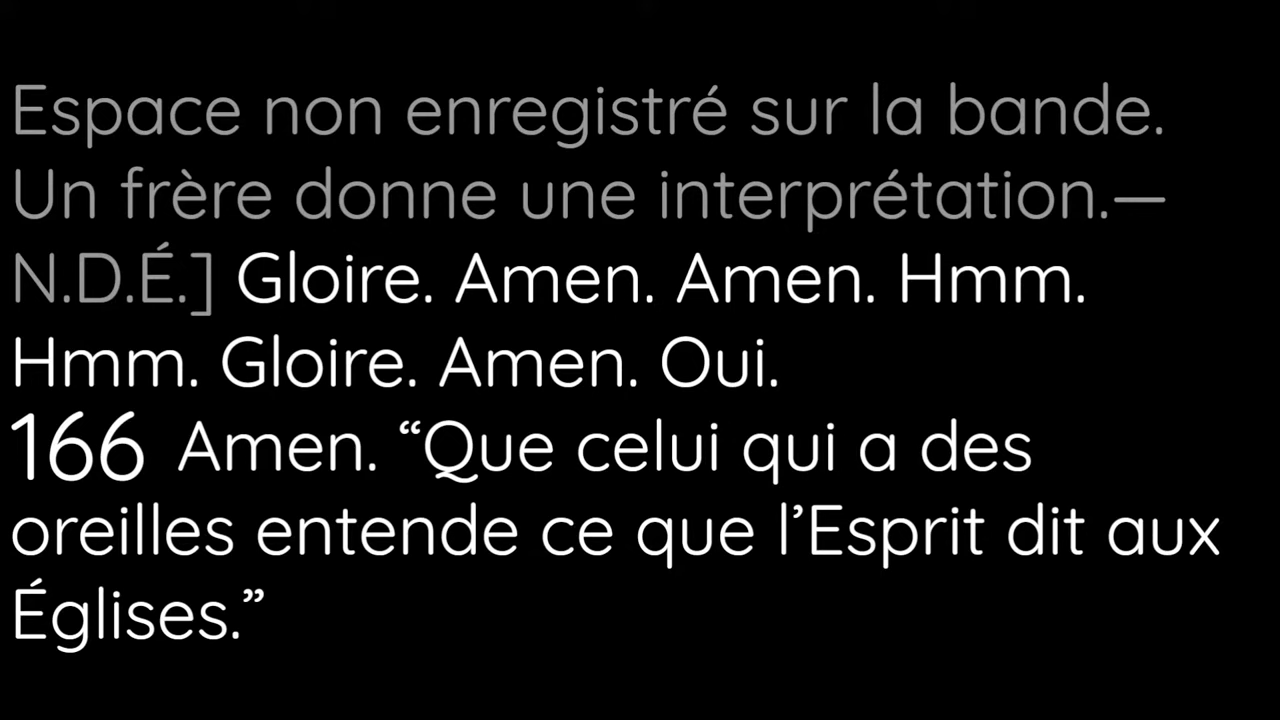 Espace non enregistré sur la bande.
Un frère donne une interprétation.—
N.D.É.] Gloire. Amen. Amen. Hmm.
Hmm. Gloire. Amen. Oui.
166 Amen. “Que celui qui a des
oreilles entende ce que l’Esprit dit aux
Églises.”